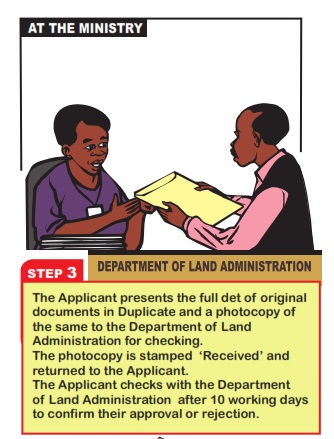 AT THE MINISTRY
STEP 3
DEPARTMENT OF LAND ADMINISTRATION
The Applicant presents the full det of original
documents in Duplicate and a photocopy of
the same to the Department of Land
Administration for checking.
The photocopy is stamped ‘Received’ and
returned to the Applicant.
The Applicant checks with the Department
of Land Administration after 10 working days
to confirm their approval or rejection.